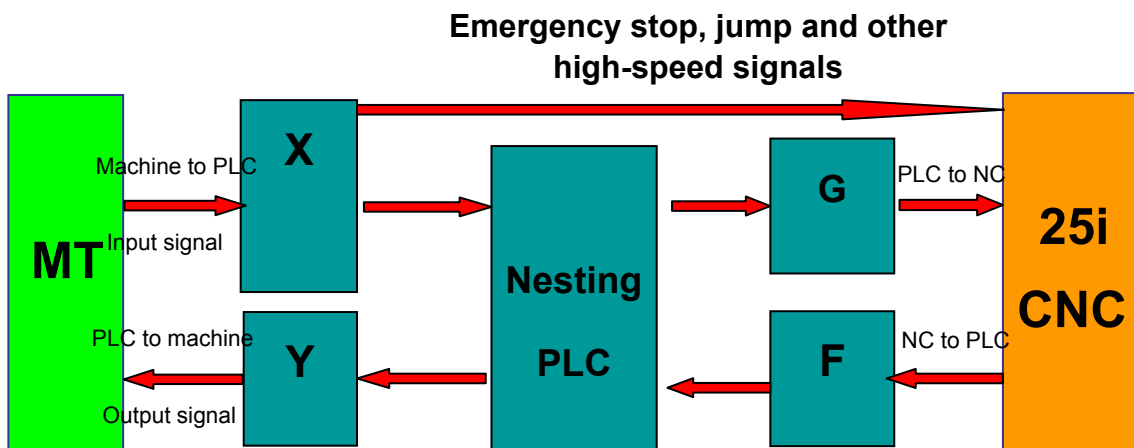 Emergency stop, jump and other
high-speed signals
X
Machine to PLC
G
PLC to NC
Input signal
MT
25i
CNC
Nesting
PLC
PLC to machine
Y
F
NC to PLC
Output signal